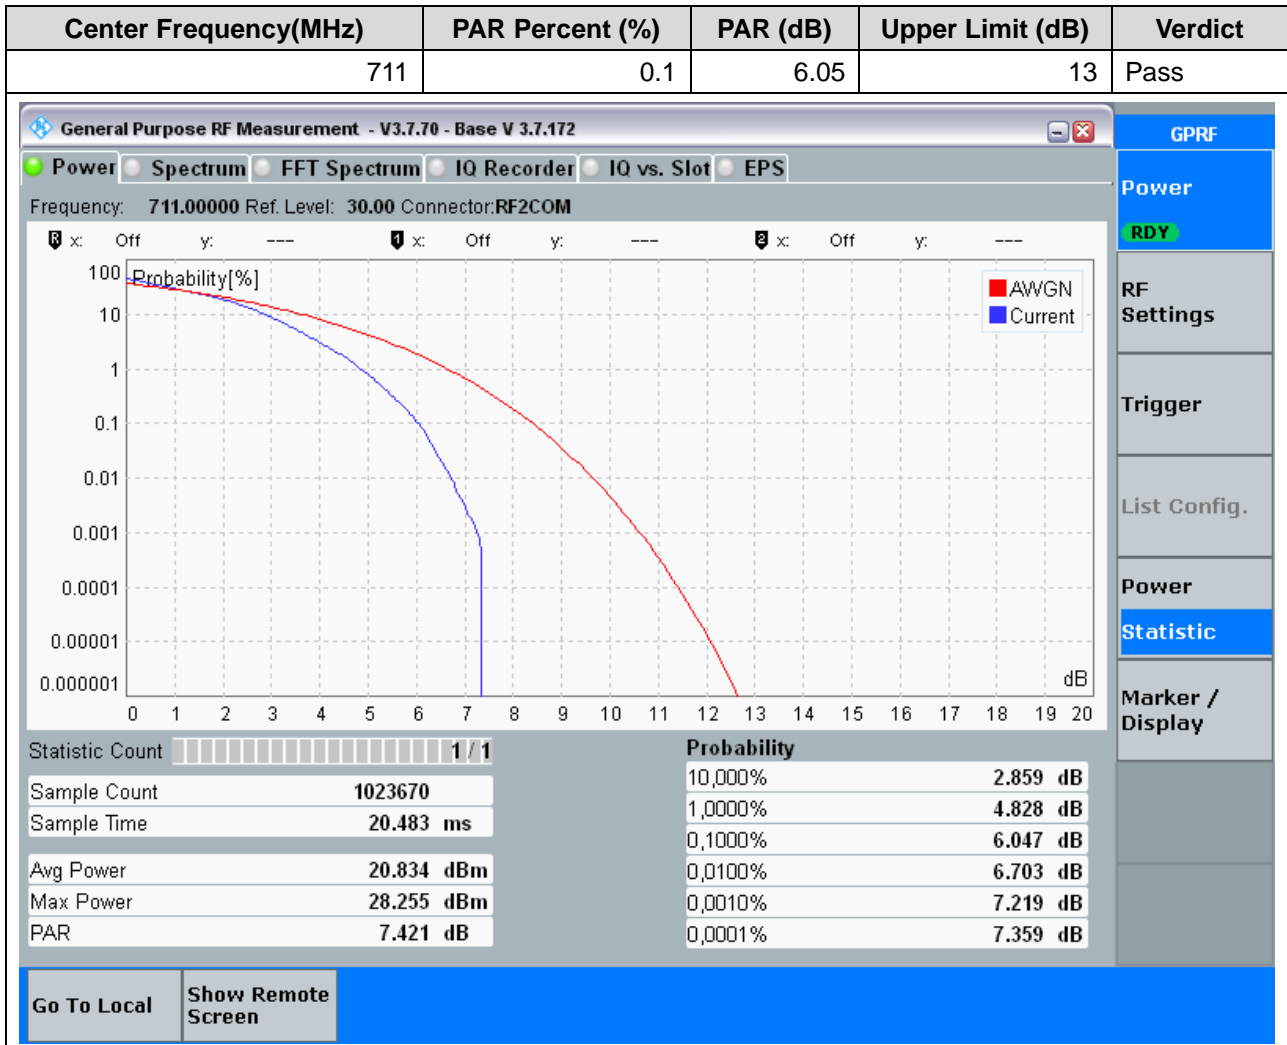 Center Frequency(MHz) PAR Percent (%) PAR (dB) Upper Limit (dB) Verdict
711 0.1 6.05 13 Pass
General Purpose RF Measurement - V3.7.70 - Base V 3.7.172
GPRF
Power Spectrum FFT Spectrum IQ Recorder IQ vs. Slot EPS
Power
RDY
Frequency: 711.00000 Ref. Level: 30.00 Connector:RF2COM
R x: Off y: --- 1 x: Off y: --- 2 x: Off y: ---
Probability[%]
100
10
1
0.1
0.01
0.001
0.0001
0.00001
0.000001
AWGN
Current
dB
0 1 2 3 4 5 6 7 8 9 10 11 12 13 14 15 16 17 18 19 20
RF
Settings
Trigger
List Config.
Power
Statistic
Marker /
Display
Statistic Count 1 / 1
Sample Count 1023670
Sample Time 20.483 ms
Avg Power 20.834 dBm
Max Power 28.255 dBm
PAR 7.421 dB
Probability
10,000% 2.859 dB
1,0000% 4.828 dB
0,1000% 6.047 dB
0,0100% 6.703 dB
0,0010% 7.219 dB
0,0001% 7.359 dB
Go To Local
Show Remote
Screen